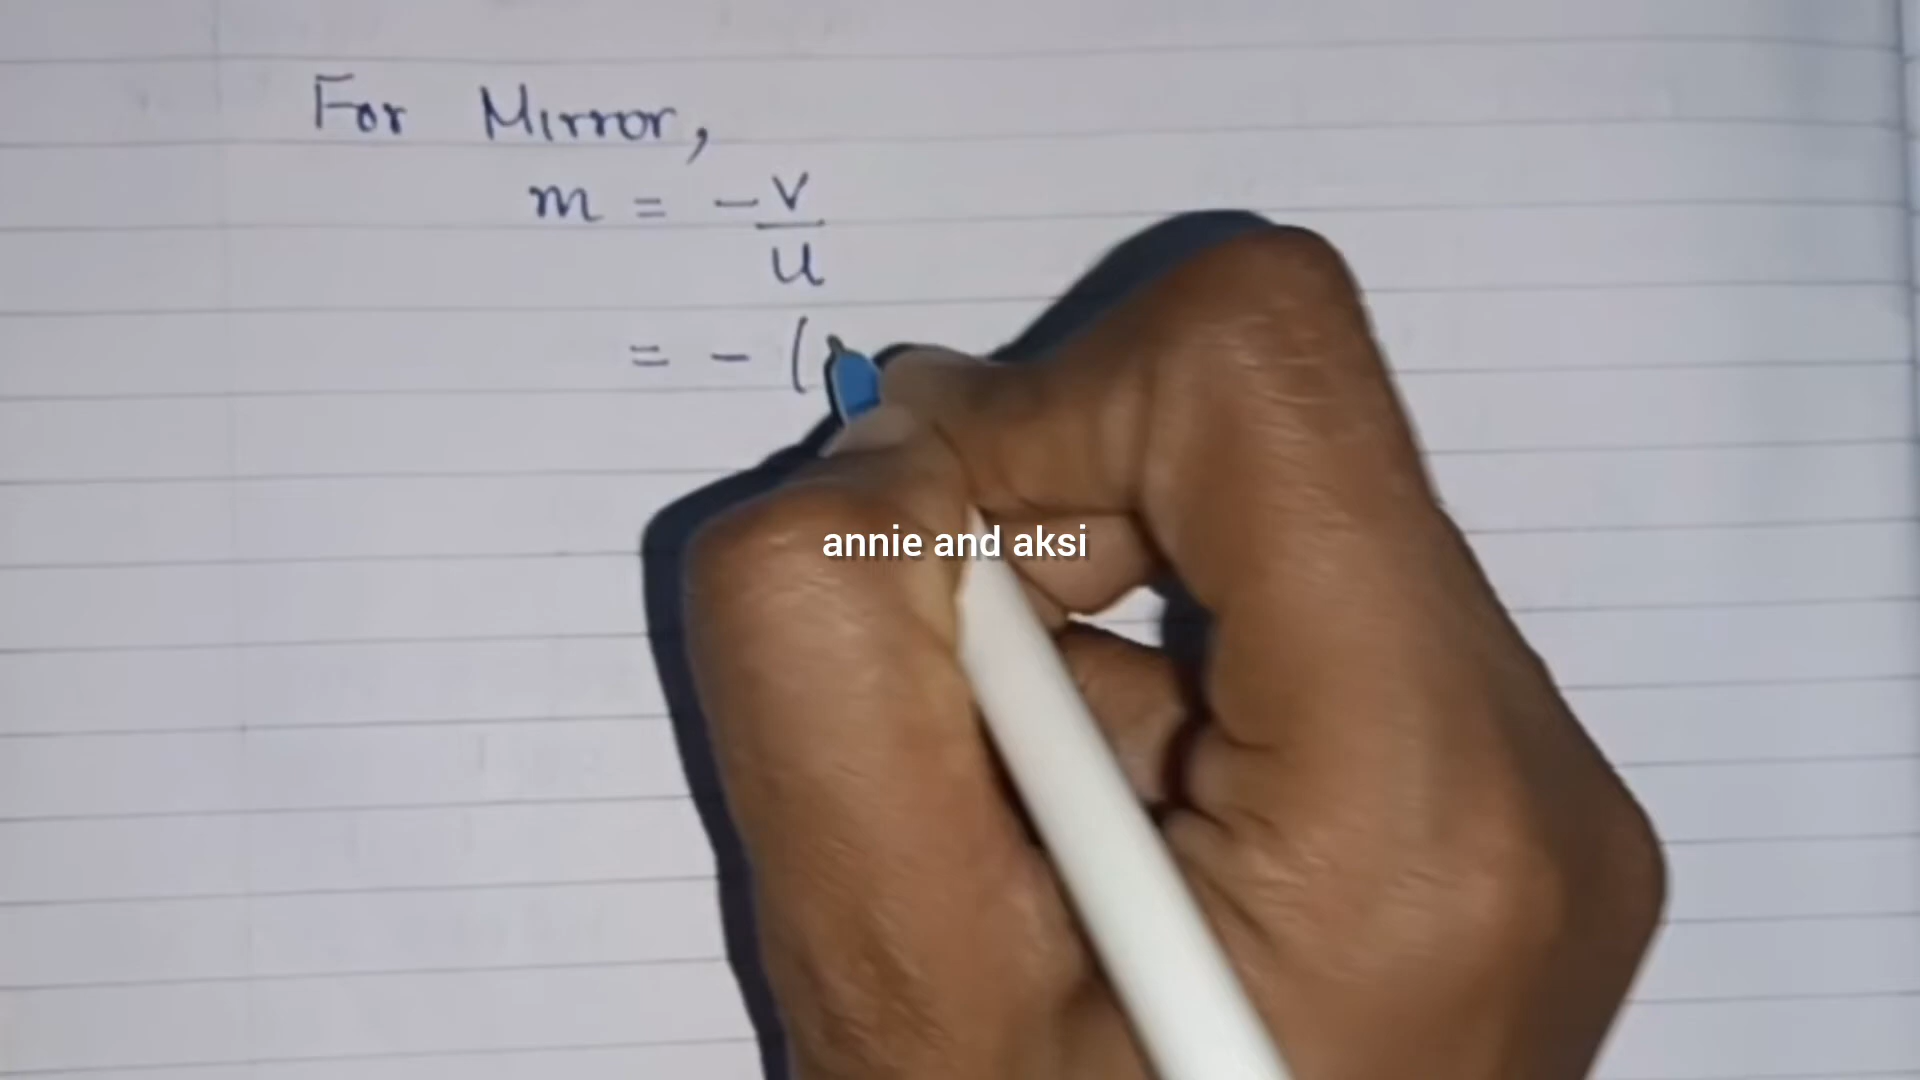 For Mirror,
m = -v
u
= - (
annie and aksi